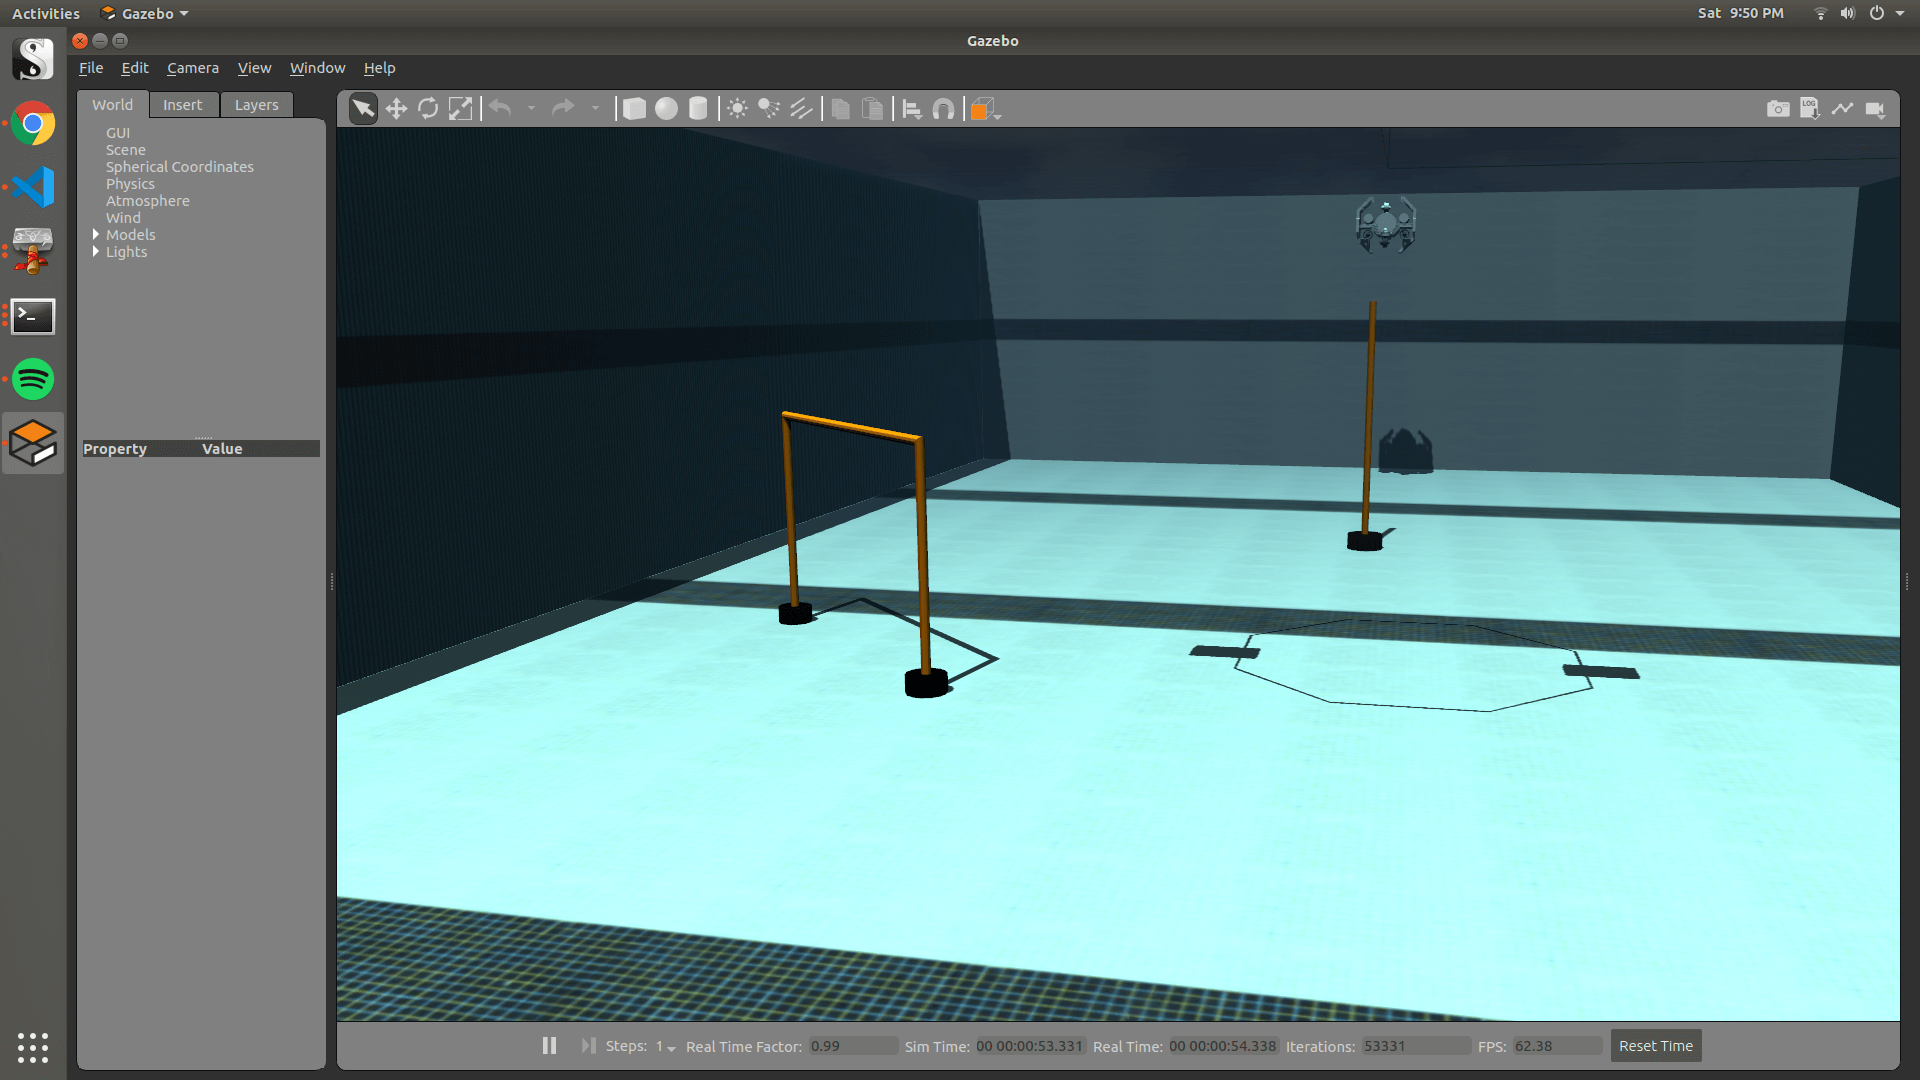 Activities Gazebo Sat 9:50 PM
Gazebo
File Edit Camera View Window Help
World Insert Layers
GUI
Scene
Spherical Coordinates
Physics
Atmosphere
Wind
Models
Lights
Property Value
LOG
Steps: 1 Real Time Factor: 0.99 Sim Time: 00 00:00:53.331 Real Time: 00 00:00:54.338 Iterations: 53331 FPS: 62.38 Reset Time